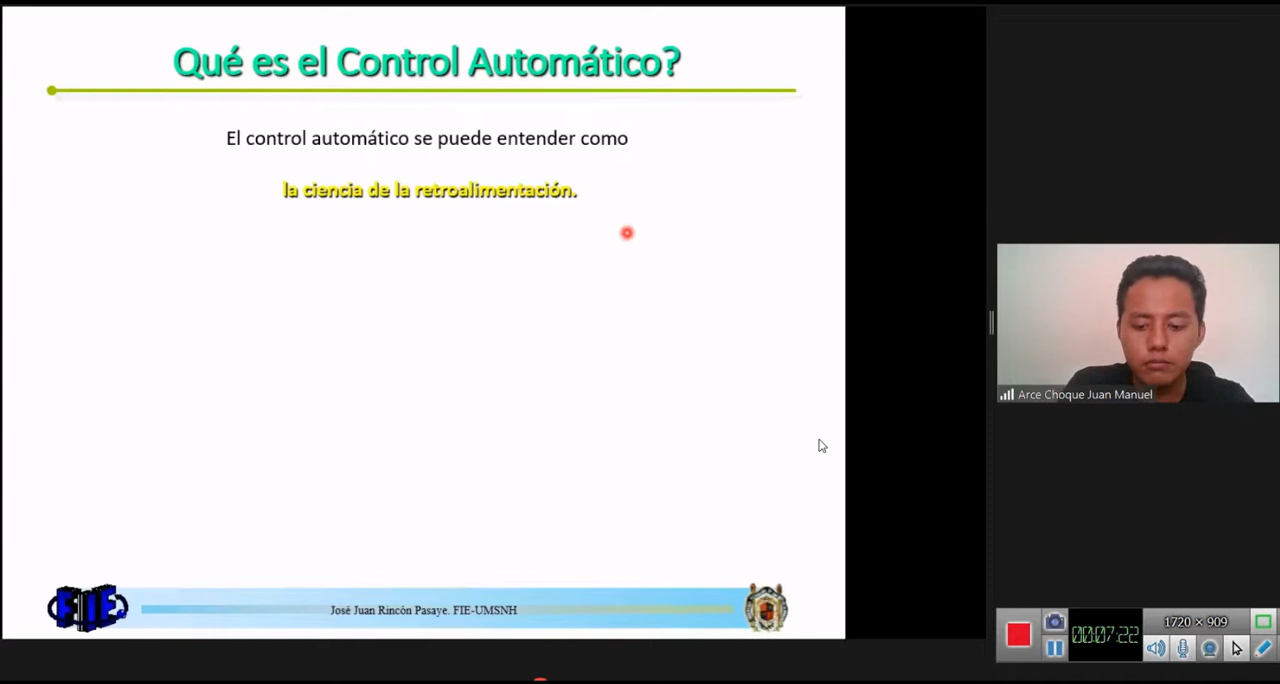 Qué es el Control Automático?
El control automático se puede entender como
la ciencia de la retroalimentación.
FIE
José Juan Rincón Pasaye. FIE-UMSNH
Arce Choque Juan Manuel
1720 × 909
00:07:22